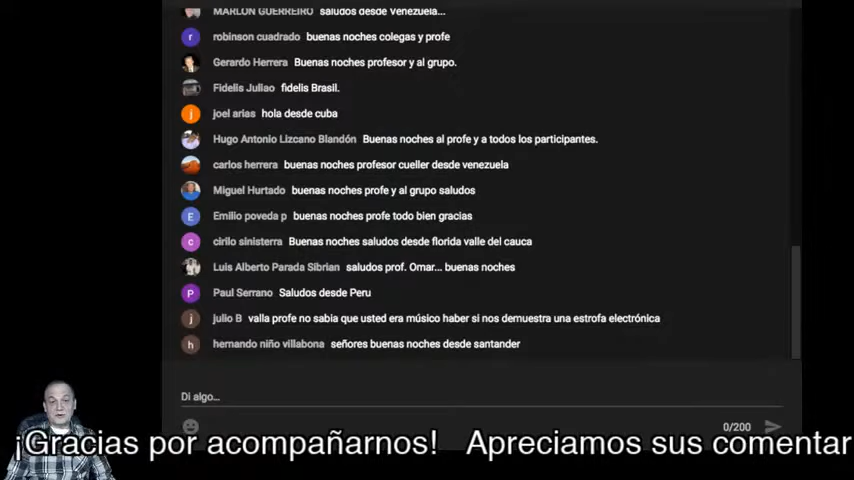 MARLON GUERREIRO saludos desde Venezuela...
robinson cuadrado buenas noches colegas y profe
Gerardo Herrera Buenas noches profesor y al grupo.
Fidelis Juliao fidelis Brasil.
j joel arias hola desde cuba
Hugo Antonio Lizcano Blandón Buenas noches al profe y a todos los participantes.
carlos herrera buenas noches profesor cueller desde venezuela
Miguel Hurtado buenas noches profe y al grupo saludos
E Emilio poveda p buenas noches profe todo bien gracias
c cirilo sinisterra Buenas noches saludos desde florida valle del cauca
Luis Alberto Parada Sibrian saludos prof. Omar... buenas noches
P Paul Serrano Saludos desde Peru
j julio B valla profe no sabia que usted era músico haber si nos demuestra una estrofa electrónica
h hernando niño villabona señores buenas noches desde santander
Di algo...
0/200
¡Gracias por acompañarnos! Apreciamos sus comentar